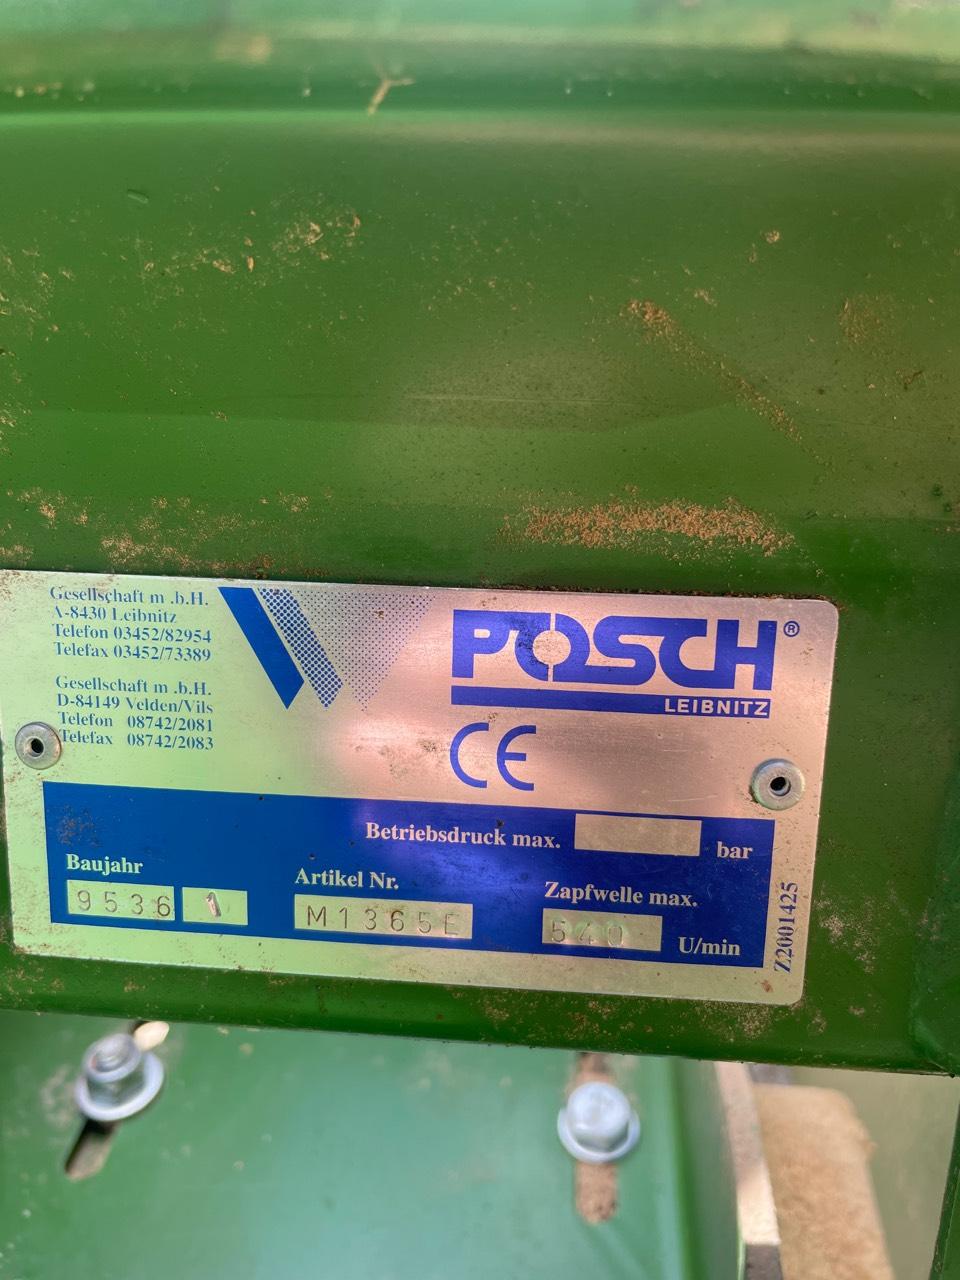 Gesellschaft m .b.H.
A-8430 Leibnitz
Telefon 03452/82954
Telefax 03452/73389
Gesellschaft m .b.H.
D-84149 Velden/Vils
Telefon 08742/2081
Telefax 08742/2083
POSCH®
LEIBNITZ
CE
Betriebsdruck max. bar
Baujahr
9536 1
Artikel Nr.
M1365E
Zapfwelle max.
540 U/min
Z2001425